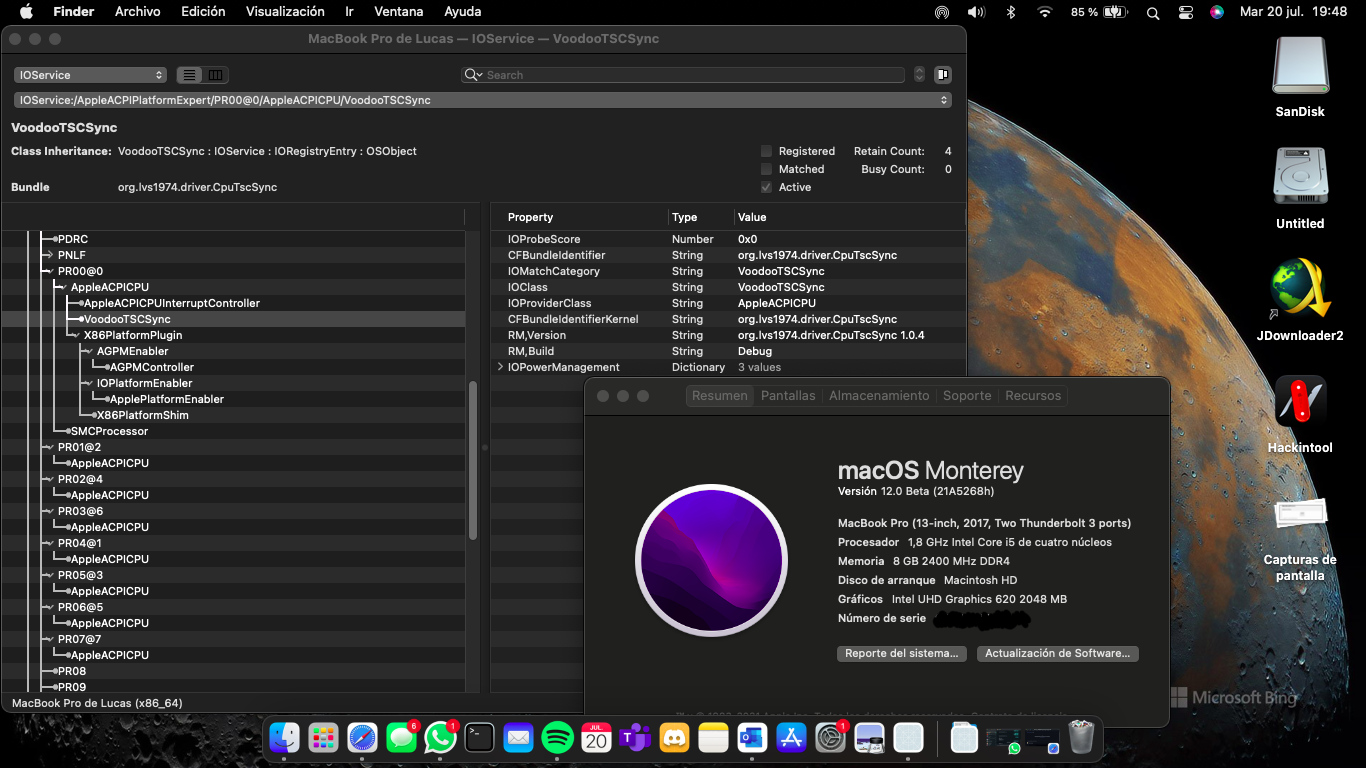 Finder Archivo Edición Visualización Ir Ventana Ayuda 85 % Mar 20 jul. 19:48
MacBook Pro de Lucas — IOService — VoodooTSCSync
IOService Search
IOService:/AppleACPIPlatformExpert/PR00@0/AppleACPICPU/VoodooTSCSync
VoodooTSCSync
Class Inheritance: VoodooTSCSync : IOService : IORegistryEntry : OSObject
Registered Retain Count: 4
Matched Busy Count: 0
Bundle org.lvs1974.driver.CpuTscSync
Active
PDRC
PNLF
PR00@0
AppleACPICPU
AppleACPICPUInterruptController
VoodooTSCSync
X86PlatformPlugin
AGPMEnabler
AGPMController
IOPlatformEnabler
ApplePlatformEnabler
X86PlatformShim
SMCProcessor
PR01@2
AppleACPICPU
PR02@4
AppleACPICPU
PR03@6
AppleACPICPU
PR04@1
AppleACPICPU
PR05@3
AppleACPICPU
PR06@5
AppleACPICPU
PR07@7
AppleACPICPU
PR08
PR09
MacBook Pro de Lucas (x86_64)
Property Type Value
IOProbeScore Number 0x0
CFBundleIdentifier String org.lvs1974.driver.CpuTscSync
IOMatchCategory String VoodooTSCSync
IOClass String VoodooTSCSync
IOProviderClass String AppleACPICPU
CFBundleIdentifierKernel String org.lvs1974.driver.CpuTscSync
RM,Version String org.lvs1974.driver.CpuTscSync 1.0.4
RM,Build String Debug
IOPowerManagement Dictionary 3 values
Resumen Pantallas Almacenamiento Soporte Recursos
macOS Monterey
Versión 12.0 Beta (21A5268h)
MacBook Pro (13-inch, 2017, Two Thunderbolt 3 ports)
Procesador 1,8 GHz Intel Core i5 de cuatro núcleos
Memoria 8 GB 2400 MHz DDR4
Disco de arranque Macintosh HD
Gráficos Intel UHD Graphics 620 2048 MB
Número de serie
Reporte del sistema... Actualización de Software...
SanDisk
Untitled
JDownloader2
Hackintool
Capturas de
pantalla
Microsoft Bing
6
1
JUL
20
1